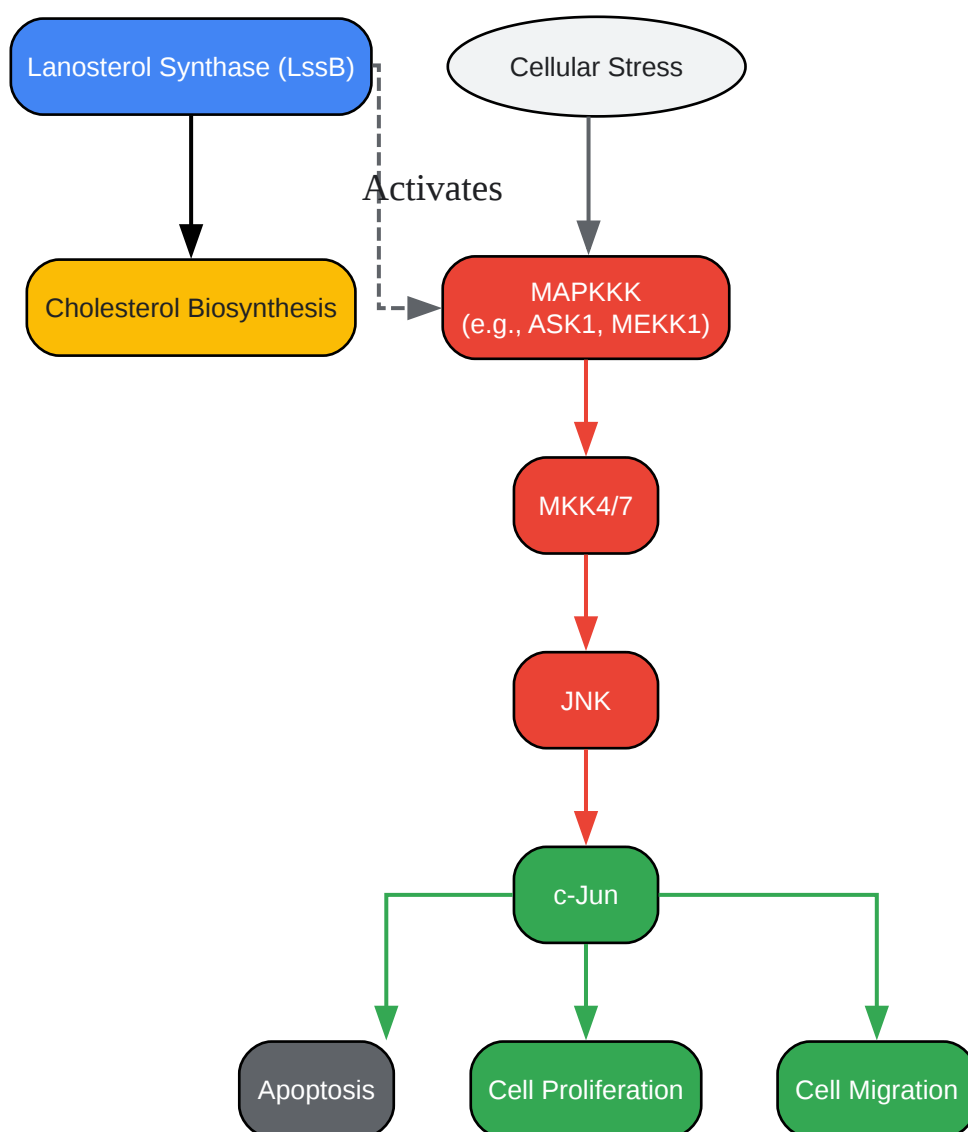 Lanosterol Synthase (LssB)
Cellular Stress
Activates
Cholesterol Biosynthesis
MAPKKK
(e.g., ASK1, MEKK1)
MKK4/7
JNK
c-Jun
Apoptosis
Cell Proliferation
Cell Migration